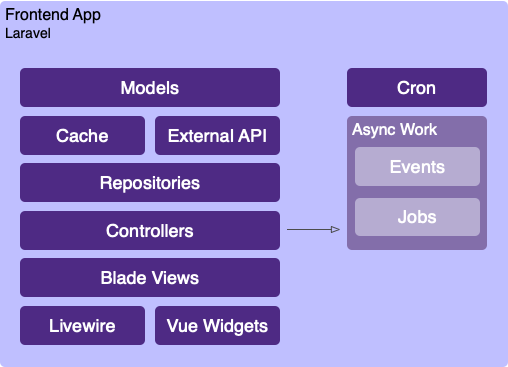 Frontend App
Laravel
Models
Cache
External API
Repositories
Controllers
Blade Views
Livewire
Vue Widgets
Cron
Async Work
Events
Jobs